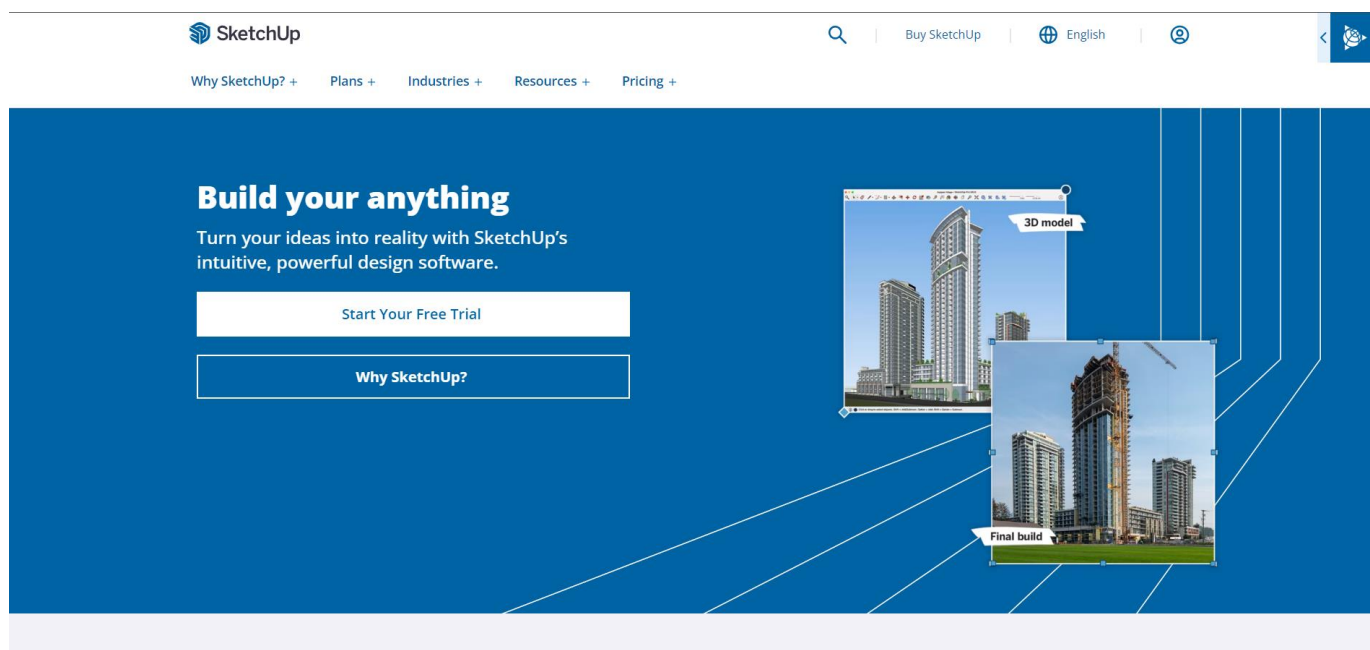 SketchUp
Buy SketchUp
English
Why SketchUp? +
Plans +
Industries +
Resources +
Pricing +
Build your anything
Turn your ideas into reality with SketchUp's
intuitive, powerful design software.
Start Your Free Trial
Why SketchUp?
3D model
Final build